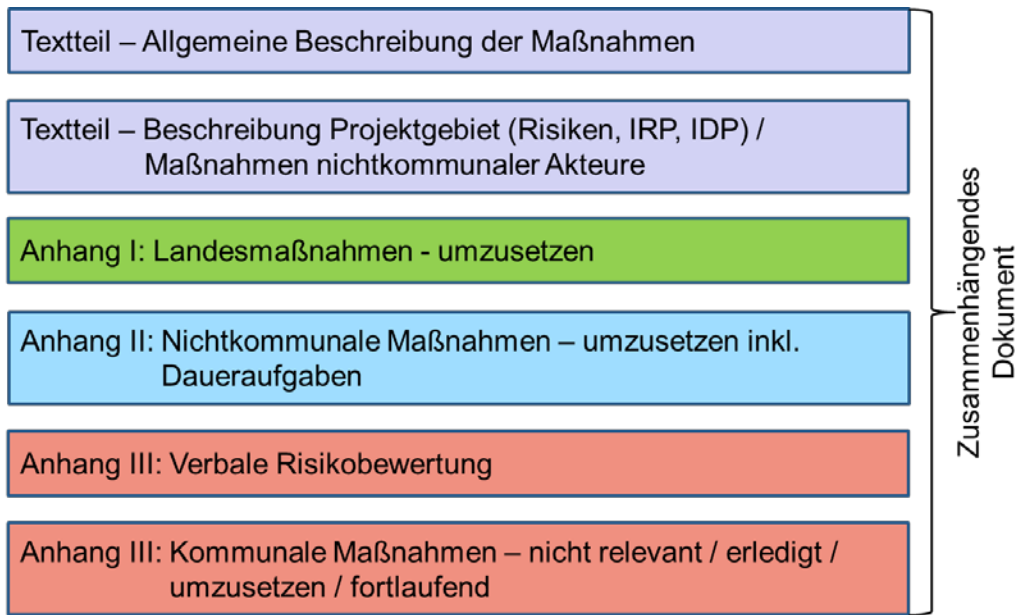 Textteil – Allgemeine Beschreibung der Maßnahmen
Textteil – Beschreibung Projektgebiet (Risiken, IRP, IDP) /
Maßnahmen nichtkommunaler Akteure
Anhang I: Landesmaßnahmen - umzusetzen
Anhang II: Nichtkommunale Maßnahmen – umzusetzen inkl.
Daueraufgaben
Anhang III: Verbale Risikobewertung
Anhang III: Kommunale Maßnahmen – nicht relevant / erledigt /
umzusetzen / fortlaufend
Zusammenhängendes
Dokument